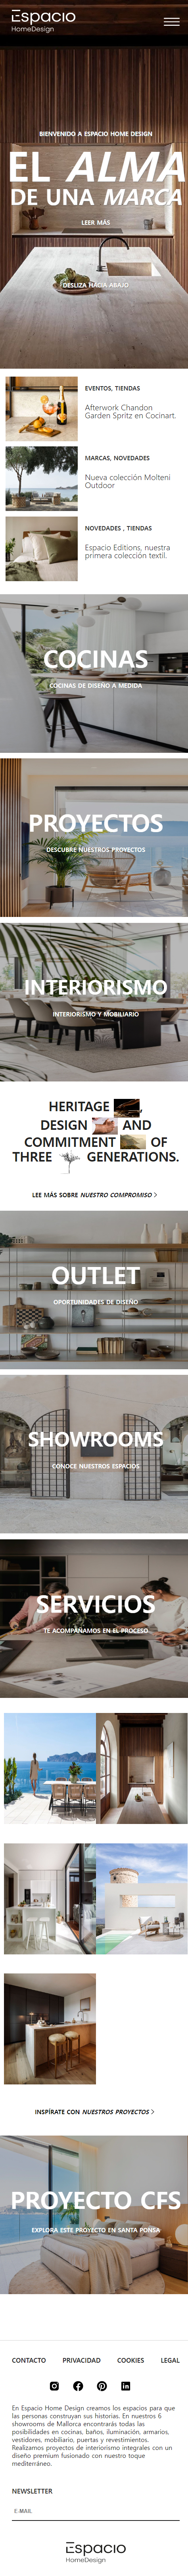 Espacio
HomeDesign
BIENVENIDO A ESPACIO HOME DESIGN
EL ALMA
DE UNA MARCA
LEER MÁS
DESLIZA HACIA ABAJO
EVENTOS, TIENDAS
Afterwork Chandon
Garden Spritz en Cocinart.
MARCAS, NOVEDADES
Nueva colección Molteni
Outdoor
NOVEDADES , TIENDAS
Espacio Editions, nuestra
primera colección textil.
COCINAS
COCINAS DE DISEÑO A MEDIDA
PROYECTOS
DESCUBRE NUESTROS PROYECTOS
INTERIORISMO
INTERIORISMO Y MOBILIARIO
HERITAGE
DESIGN AND
COMMITMENT OF
THREE GENERATIONS.
LEE MÁS SOBRE NUESTRO COMPROMISO >
OUTLET
OPORTUNIDADES DE DISEÑO
SHOWROOMS
CONOCE NUESTROS ESPACIOS
SERVICIOS
TE ACOMPAÑAMOS EN EL PROCESO
INSPÍRATE CON NUESTROS PROYECTOS >
PROYECTO CFS
EXPLORA ESTE PROYECTO EN SANTA PONSA
CONTACTO PRIVACIDAD COOKIES LEGAL
En Espacio Home Design creamos los espacios para que
las personas construyan sus historias. En nuestros 6
showrooms de Mallorca encontrarás todas las
posibilidades en cocinas, baños, iluminación, armarios,
vestidores, mobiliario, puertas y revestimientos.
Realizamos proyectos de interiorismo integrales con un
diseño premium fusionado con nuestro toque
mediterráneo.
NEWSLETTER
E-MAIL
Espacio
HomeDesign